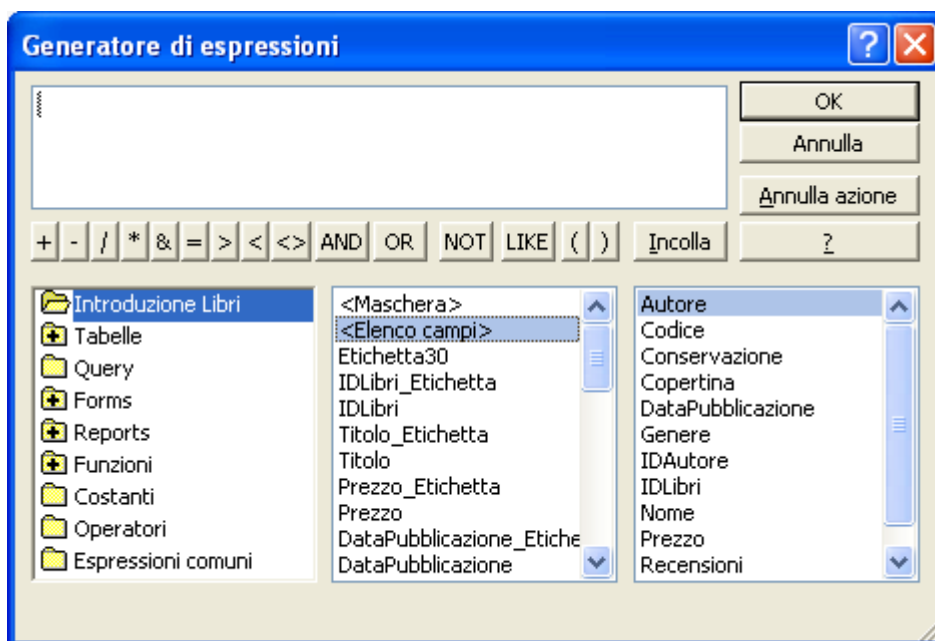 Generatore di espressioni
?
OK
Annulla
Annulla azione
+ - / * & = > < <> AND OR NOT LIKE ( ) Incolla ?
Introduzione Libri
Tabelle
Query
Forms
Reports
Funzioni
Costanti
Operatori
Espressioni comuni
<Maschera>
<Elenco campi>
Etichetta30
IDLibri_Etichetta
IDLibri
Titolo_Etichetta
Titolo
Prezzo_Etichetta
Prezzo
DataPubblicazione_Etiche
DataPubblicazione
Autore
Codice
Conservazione
Copertina
DataPubblicazione
Genere
IDAutore
IDLibri
Nome
Prezzo
Recensioni